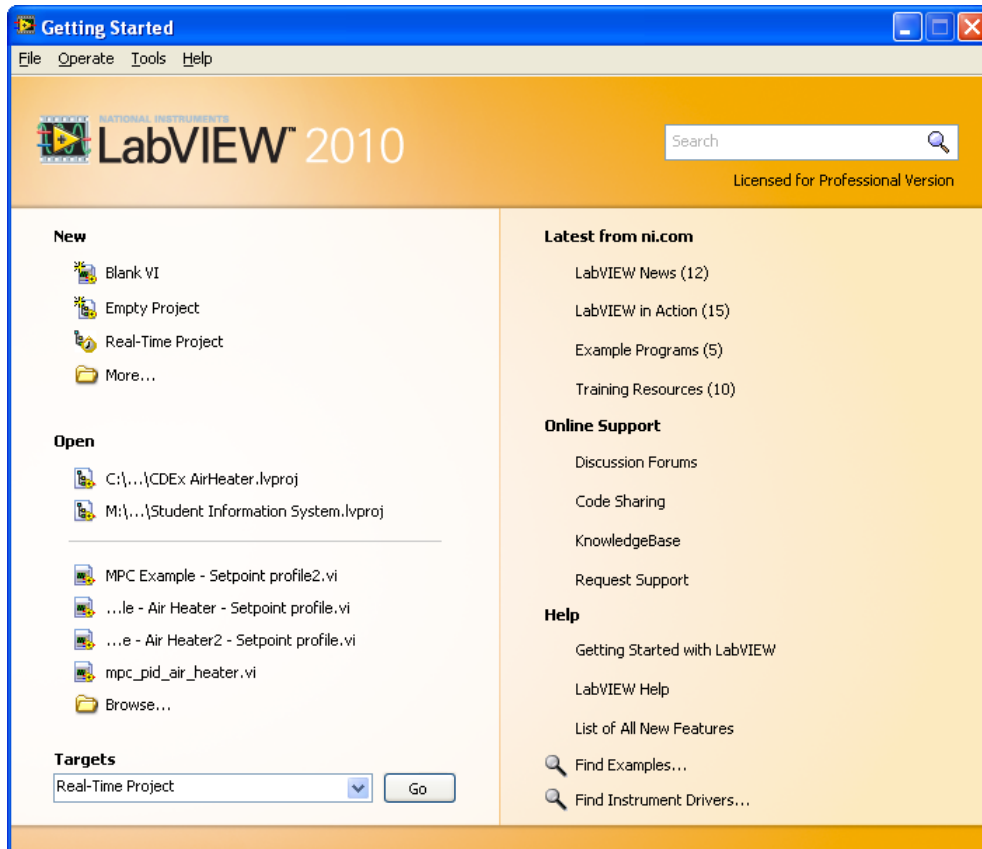 Getting Started
File Operate Tools Help
NATIONAL INSTRUMENTS
LabVIEW™ 2010
Search
Licensed for Professional Version
New
Blank VI
Empty Project
Real-Time Project
More...
Open
C:\...\CDEx AirHeater.lvproj
M:\...\Student Information System.lvproj
MPC Example - Setpoint profile2.vi
...le - Air Heater - Setpoint profile.vi
...e - Air Heater2 - Setpoint profile.vi
mpc_pid_air_heater.vi
Browse...
Targets
Real-Time Project
Go
Latest from ni.com
LabVIEW News (12)
LabVIEW in Action (15)
Example Programs (5)
Training Resources (10)
Online Support
Discussion Forums
Code Sharing
KnowledgeBase
Request Support
Help
Getting Started with LabVIEW
LabVIEW Help
List of All New Features
Find Examples...
Find Instrument Drivers...